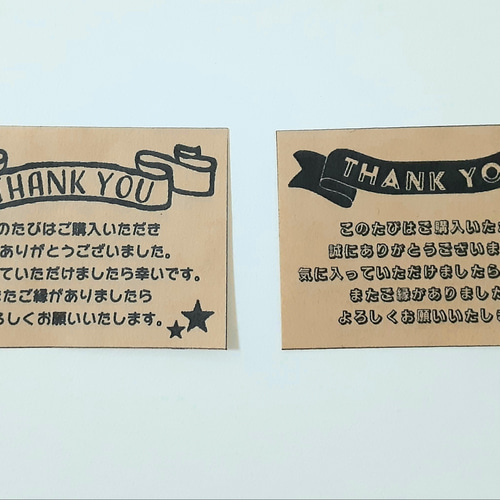 THANK YOU
のたびはご購入いただき
ありがとうございました。
ていただけましたら幸いです。
たご縁がありましたら
ろしくお願いいたします。
THANK YO
このたびはご購入いた
誠にありがとうございま
気に入っていただけましたら
またご縁がありました
よろしくお願いいたしま